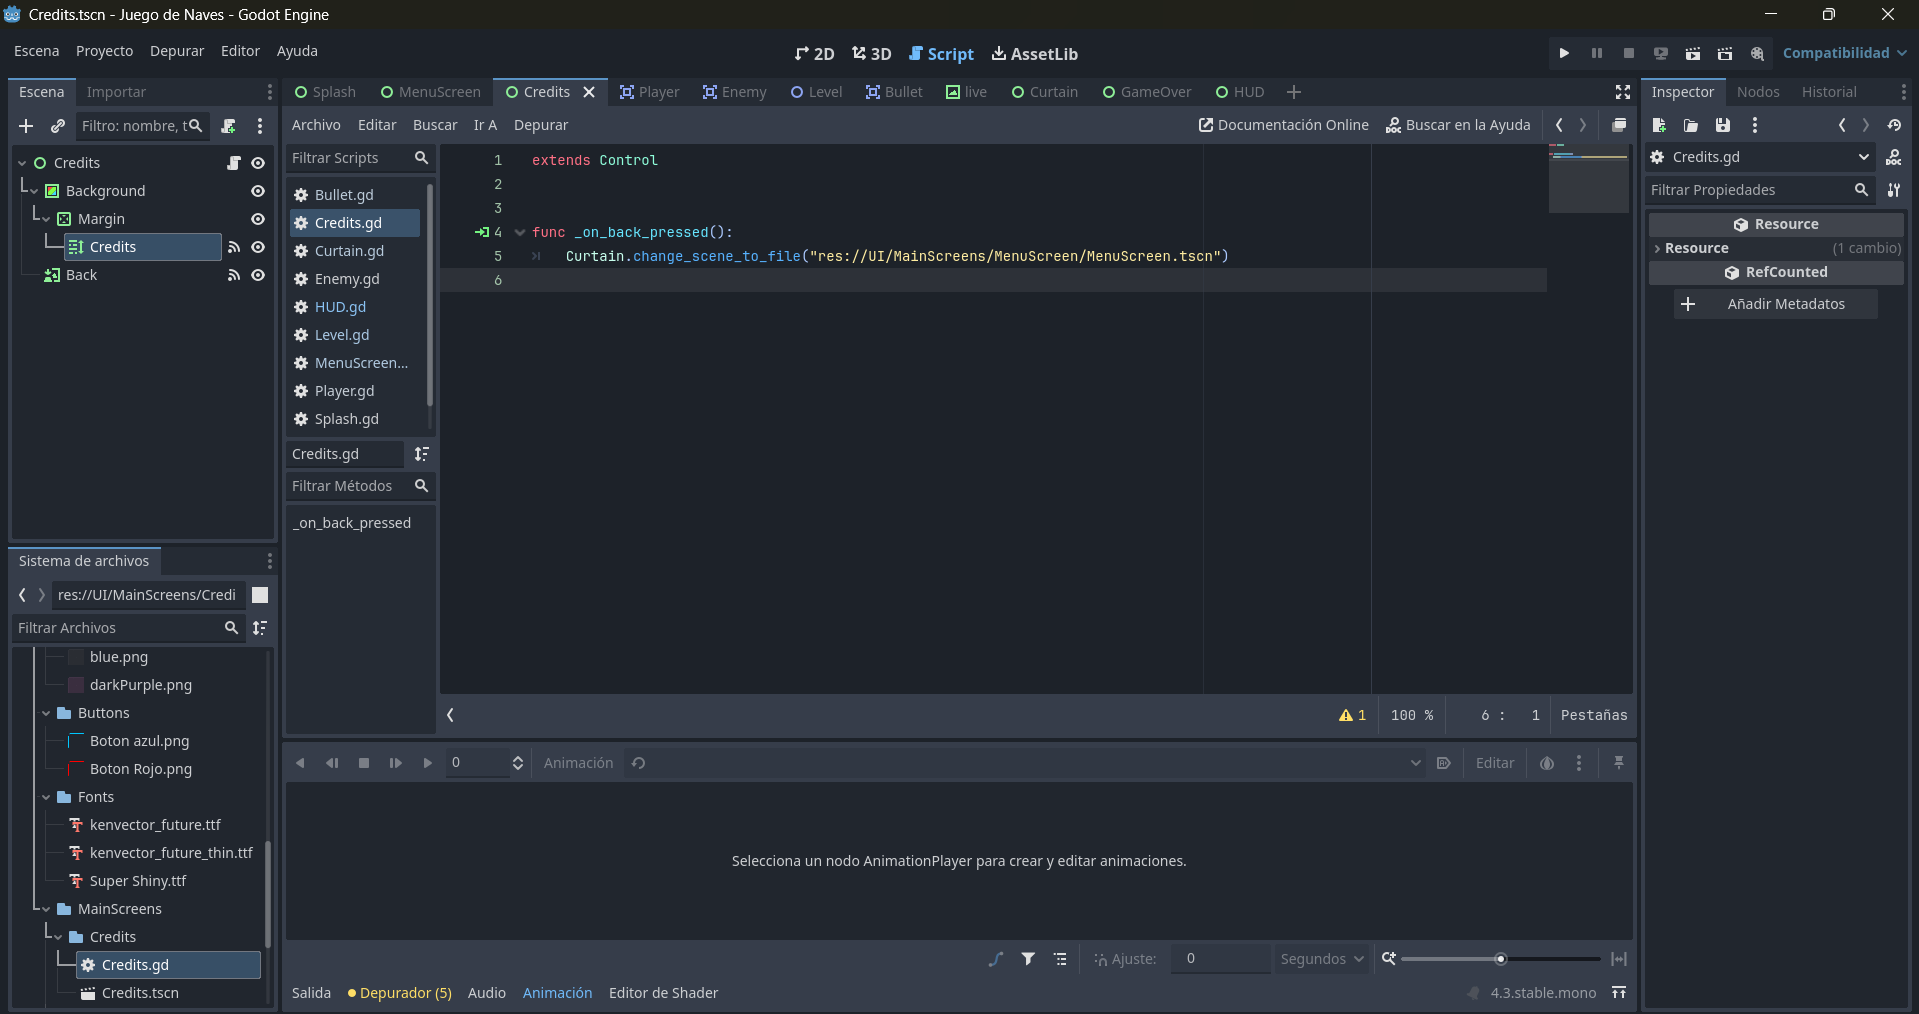 Credits.tscn - Juego de Naves - Godot Engine
Escena Proyecto Depurar Editor Ayuda
2D 3D Script AssetLib
Compatibilidad
Escena Importar
Filtro: nombre, t
Credits
Background
Margin
Credits
Back
Splash MenuScreen Credits Player Enemy Level Bullet live Curtain GameOver HUD
Archivo Editar Buscar Ir A Depurar
Documentación Online Buscar en la Ayuda
Filtrar Scripts
Bullet.gd
Credits.gd
Curtain.gd
Enemy.gd
HUD.gd
Level.gd
MenuScreen...
Player.gd
Splash.gd
Credits.gd
Filtrar Métodos
_on_back_pressed
1 extends Control
2
3
4 func _on_back_pressed():
5 Curtain.change_scene_to_file("res://UI/MainScreens/MenuScreen/MenuScreen.tscn")
6
1 100 % 6 : 1 Pestañas
Inspector Nodos Historial
Credits.gd
Filtrar Propiedades
Resource
Resource (1 cambio)
RefCounted
Añadir Metadatos
Sistema de archivos
res://UI/MainScreens/Credi
Filtrar Archivos
blue.png
darkPurple.png
Buttons
Boton azul.png
Boton Rojo.png
Fonts
kenvector_future.ttf
kenvector_future_thin.ttf
Super Shiny.ttf
MainScreens
Credits
Credits.gd
Credits.tscn
0 Animación Editar
Selecciona un nodo AnimationPlayer para crear y editar animaciones.
Ajuste: 0 Segundos
Salida Depurador (5) Audio Animación Editor de Shader
4.3.stable.mono